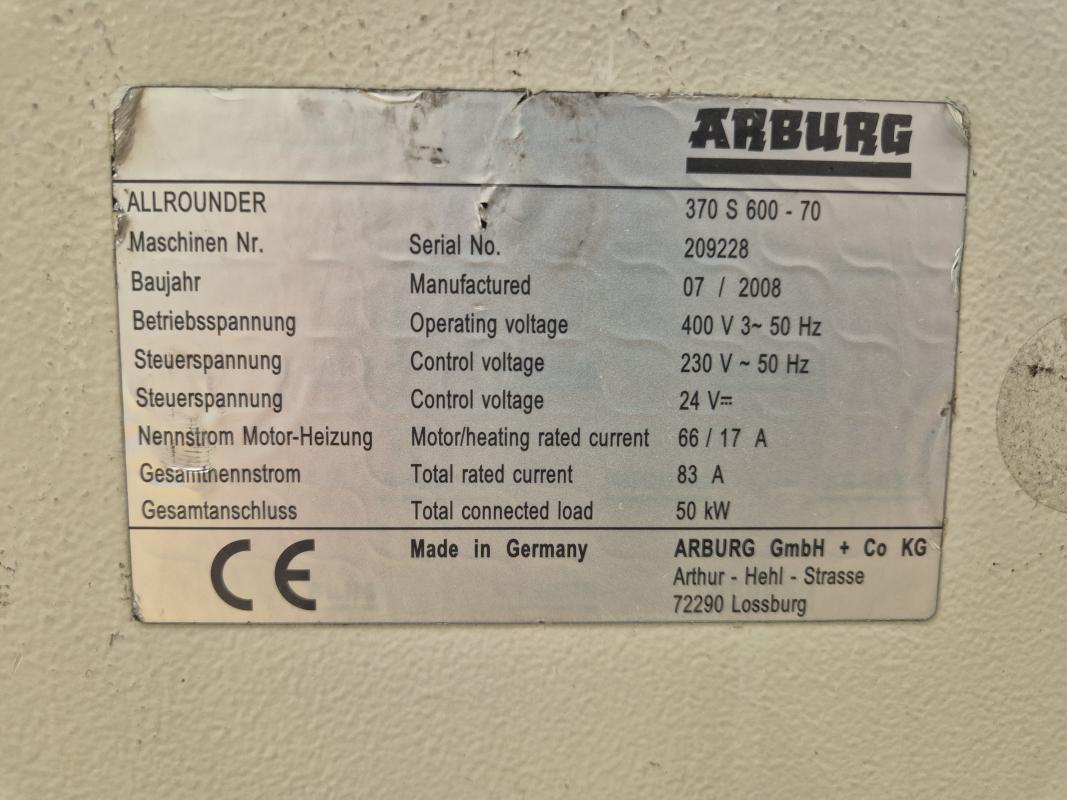 ARBURG
ALLROUNDER 370 S 600 - 70
Maschinen Nr. Serial No. 209228
Baujahr Manufactured 07 / 2008
Betriebsspannung Operating voltage 400 V 3~ 50 Hz
Steuerspannung Control voltage 230 V ~ 50 Hz
Steuerspannung Control voltage 24 V⎓
Nennstrom Motor-Heizung Motor/heating rated current 66 / 17 A
Gesamtnennstrom Total rated current 83 A
Gesamtanschluss Total connected load 50 kW
CE Made in Germany ARBURG GmbH + Co KG
Arthur - Hehl - Strasse
72290 Lossburg